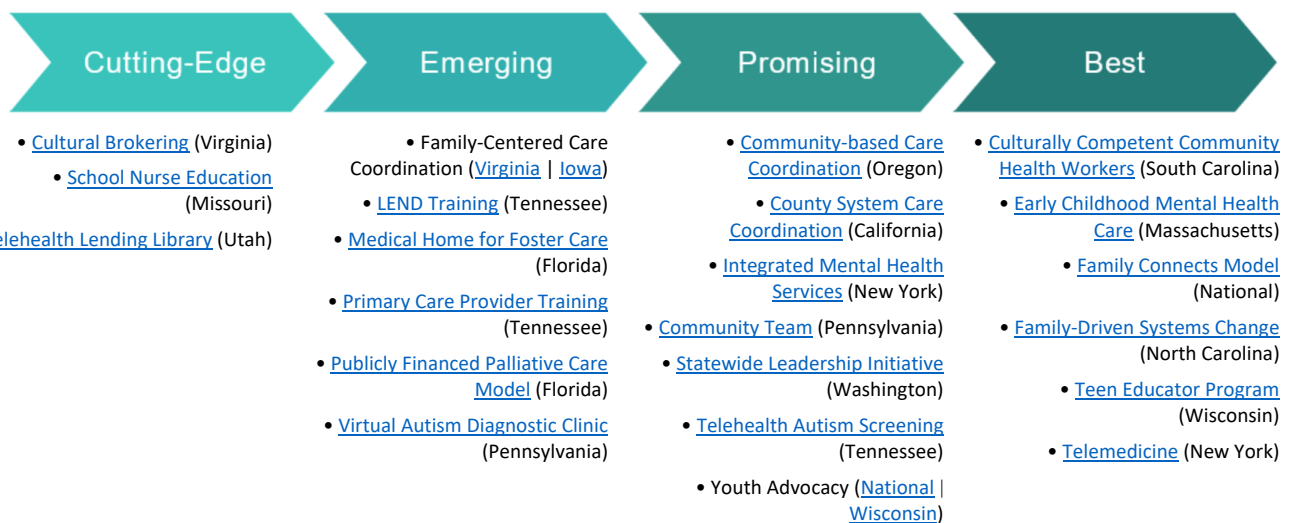 Cutting-Edge
• Cultural Brokering (Virginia)
• School Nurse Education
(Missouri)
elehealth Lending Library (Utah)
Emerging
• Family-Centered Care
Coordination (Virginia | Iowa)
• LEND Training (Tennessee)
• Medical Home for Foster Care
(Florida)
• Primary Care Provider Training
(Tennessee)
• Publicly Financed Palliative Care
Model (Florida)
• Virtual Autism Diagnostic Clinic
(Pennsylvania)
Promising
• Community-based Care
Coordination (Oregon)
• County System Care
Coordination (California)
• Integrated Mental Health
Services (New York)
• Community Team (Pennsylvania)
• Statewide Leadership Initiative
(Washington)
• Telehealth Autism Screening
(Tennessee)
• Youth Advocacy (National |
Wisconsin)
Best
• Culturally Competent Community
Health Workers (South Carolina)
• Early Childhood Mental Health
Care (Massachusetts)
• Family Connects Model
(National)
• Family-Driven Systems Change
(North Carolina)
• Teen Educator Program
(Wisconsin)
• Telemedicine (New York)